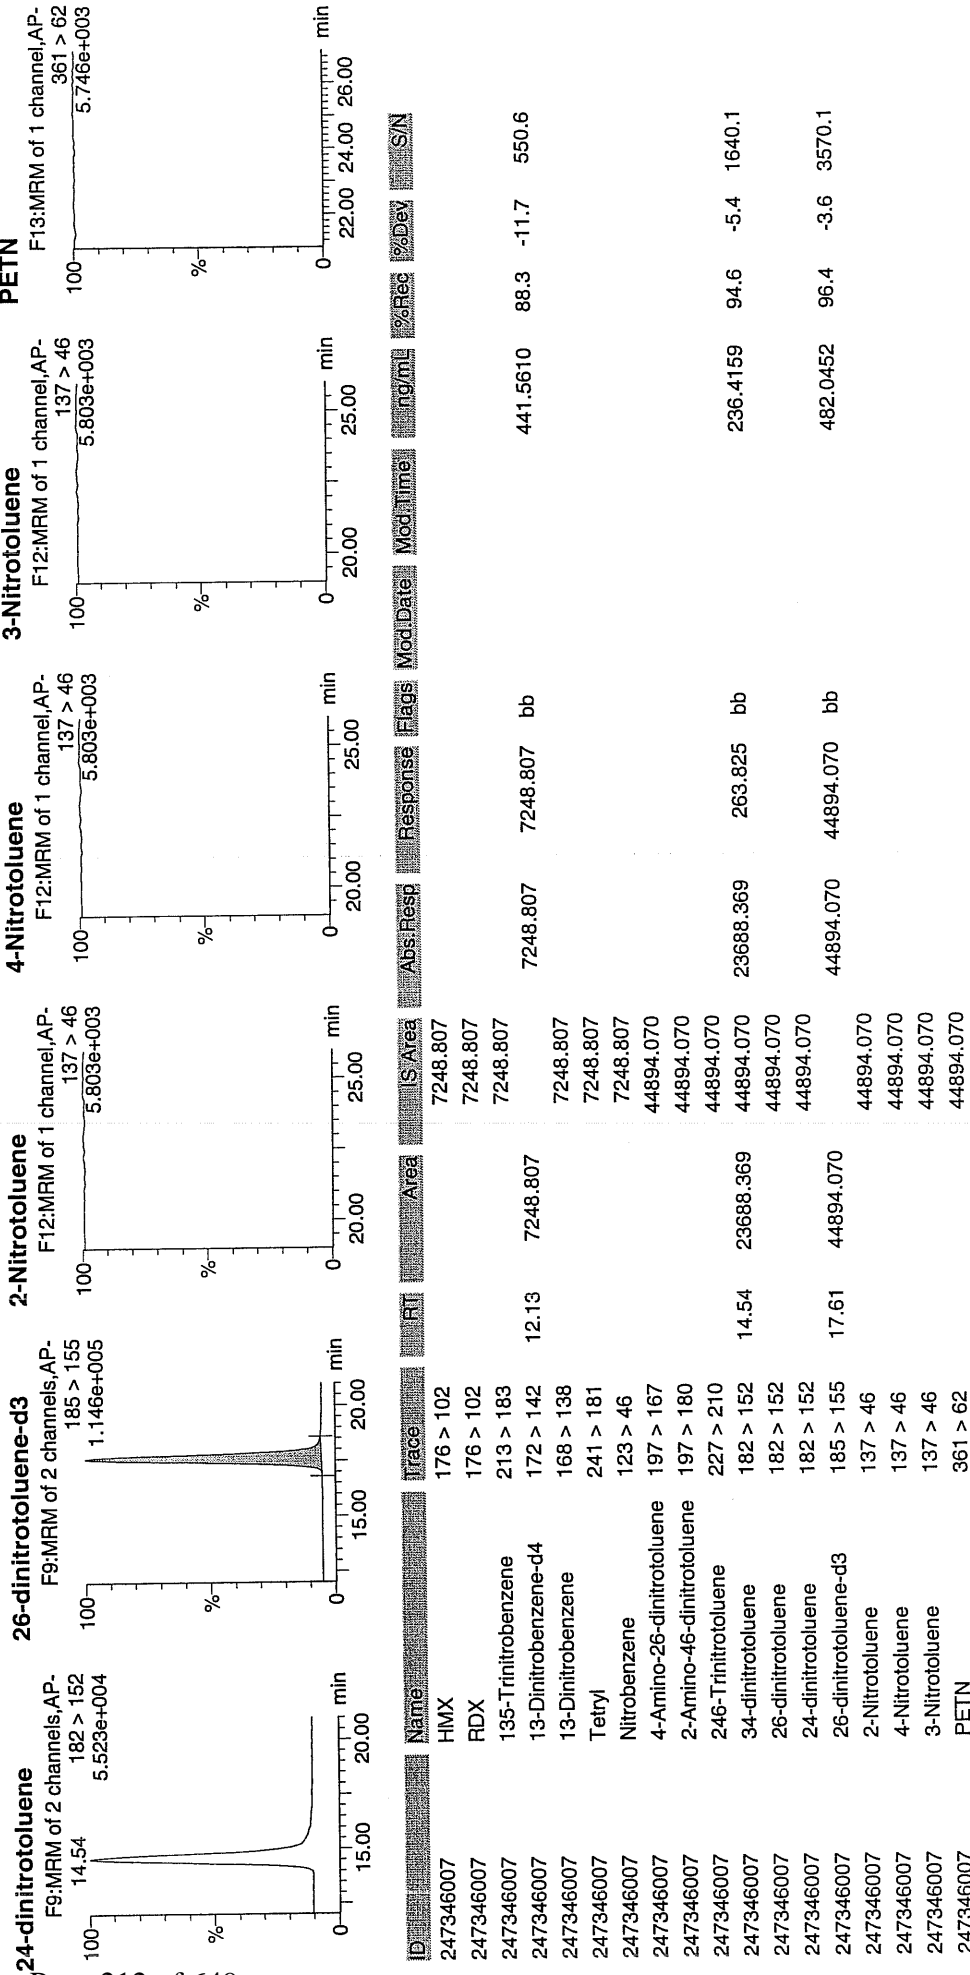 24-dinitrotoluene
F9:MRM of 2 channels,AP-
182 > 152
14.54
5.523e+004
100
%
0
15.00
20.00
min
26-dinitrotoluene-d3
F9:MRM of 2 channels,AP-
185 > 155
1.146e+005
100
%
0
15.00
20.00
min
2-Nitrotoluene
F12:MRM of 1 channel,AP-
137 > 46
5.803e+003
100
%
0
20.00
25.00
min
4-Nitrotoluene
F12:MRM of 1 channel,AP-
137 > 46
5.803e+003
100
%
0
20.00
25.00
min
3-Nitrotoluene
F12:MRM of 1 channel,AP-
137 > 46
5.803e+003
100
%
0
20.00
25.00
min
PETN
F13:MRM of 1 channel,AP-
361 > 62
5.746e+003
100
%
0
22.00
24.00
26.00
min
ID Name Trace RT Area IS Area Abs.Resp Response Flags Mod.Date Mod.Time ng/mL %Rec %Dev S/N
247346007 HMX 176 > 102 7248.807
247346007 RDX 176 > 102 7248.807
247346007 135-Trinitrobenzene 213 > 183 7248.807
247346007 13-Dinitrobenzene-d4 172 > 142 12.13 7248.807 7248.807 7248.807 bb 441.5610 88.3 -11.7 550.6
247346007 13-Dinitrobenzene 168 > 138 7248.807
247346007 Tetryl 241 > 181 7248.807
247346007 Nitrobenzene 123 > 46 7248.807
247346007 4-Amino-26-dinitrotoluene 197 > 167 44894.070
247346007 2-Amino-46-dinitrotoluene 197 > 180 44894.070
247346007 246-Trinitrotoluene 227 > 210 44894.070
247346007 34-dinitrotoluene 182 > 152 14.54 23688.369 44894.070 23688.369 263.825 bb 236.4159 94.6 -5.4 1640.1
247346007 26-dinitrotoluene 182 > 152 44894.070
247346007 24-dinitrotoluene 182 > 152 44894.070
247346007 26-dinitrotoluene-d3 185 > 155 17.61 44894.070 44894.070 44894.070 bb 482.0452 96.4 -3.6 3570.1
247346007 2-Nitrotoluene 137 > 46 44894.070
247346007 4-Nitrotoluene 137 > 46 44894.070
247346007 3-Nitrotoluene 137 > 46 44894.070
247346007 PETN 361 > 62 44894.070